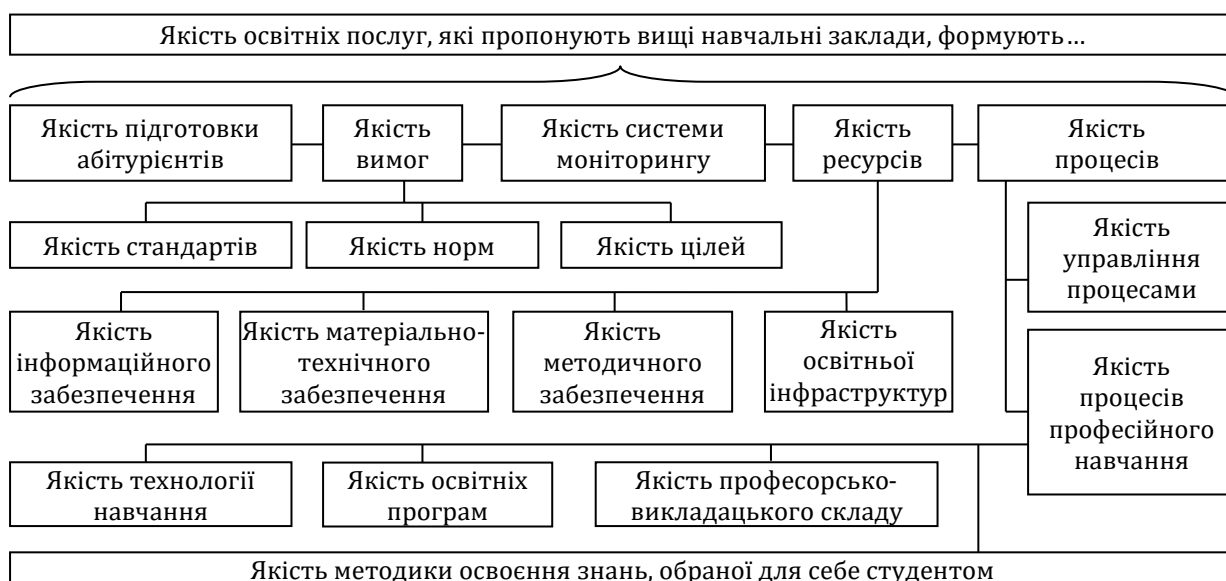 Якість освітніх послуг, які пропонують вищі навчальні заклади, формують…
Якість підготовки
абітурієнтів
Якість
вимог
Якість системи
моніторингу
Якість
ресурсів
Якість
процесів
Якість стандартів
Якість норм
Якість цілей
Якість
управління
процесами
Якість
інформаційного
забезпечення
Якість матеріально-
технічного
забезпечення
Якість
методичного
забезпечення
Якість
освітньої
інфраструктур
Якість
процесів
професійного
навчання
Якість технології
навчання
Якість освітніх
програм
Якість професорсько-
викладацького складу
Якість методики освоєння знань, обраної для себе студентом